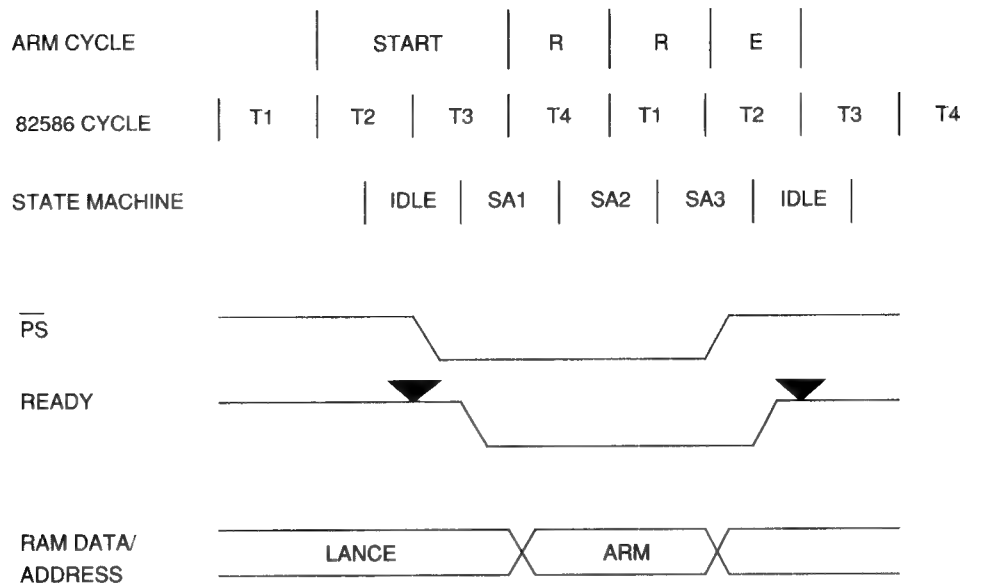 ARM CYCLE START R R E
82586 CYCLE T1 T2 T3 T4 T1 T2 T3 T4
STATE MACHINE IDLE SA1 SA2 SA3 IDLE
PS
READY
RAM DATA/
ADDRESS LANCE ARM